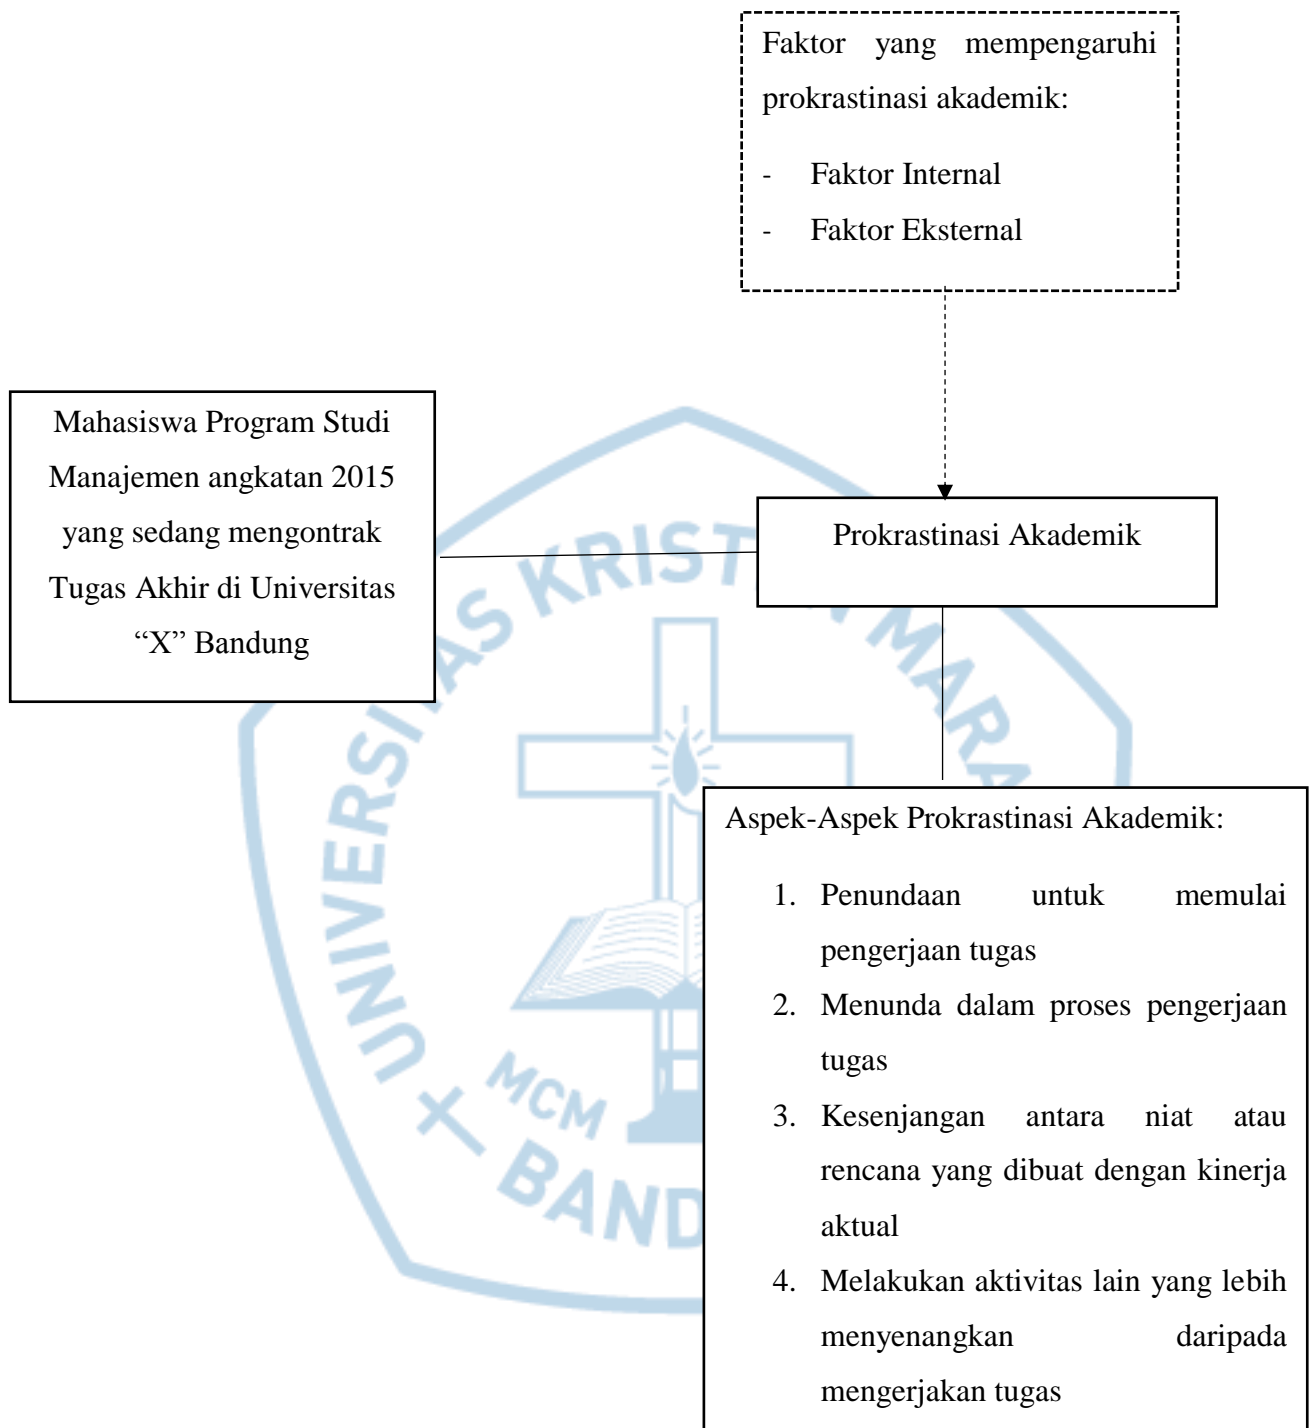 Faktor yang mempengaruhi
prokrastinasi akademik:
- Faktor Internal
- Faktor Eksternal
Mahasiswa Program Studi
Manajemen angkatan 2015
yang sedang mengontrak
Tugas Akhir di Universitas
“X” Bandung
Prokrastinasi Akademik
Aspek-Aspek Prokrastinasi Akademik:
1. Penundaan untuk memulai
pengerjaan tugas
2. Menunda dalam proses pengerjaan
tugas
3. Kesenjangan antara niat atau
rencana yang dibuat dengan kinerja
aktual
4. Melakukan aktivitas lain yang lebih
menyenangkan daripada
mengerjakan tugas
MCM